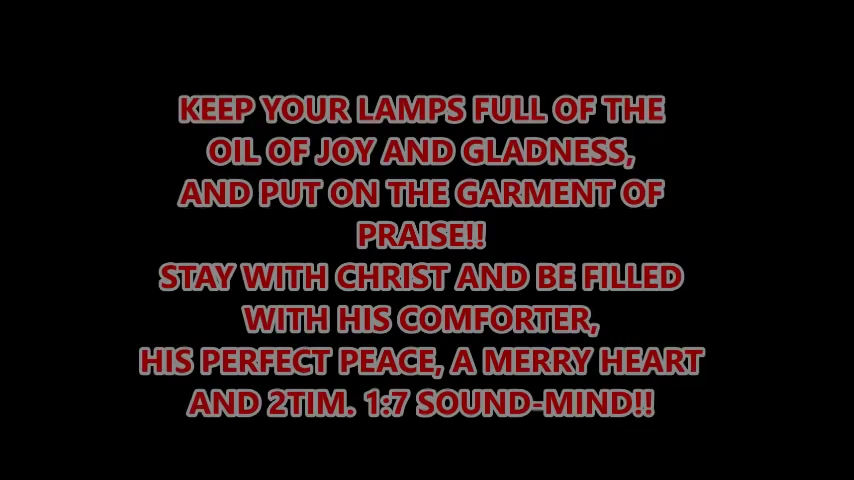 KEEP YOUR LAMPS FULL OF THE
OIL OF JOY AND GLADNESS,
AND PUT ON THE GARMENT OF
PRAISE!!
STAY WITH CHRIST AND BE FILLED
WITH HIS COMFORTER,
HIS PERFECT PEACE, A MERRY HEART
AND 2TIM. 1:7 SOUND-MIND!!